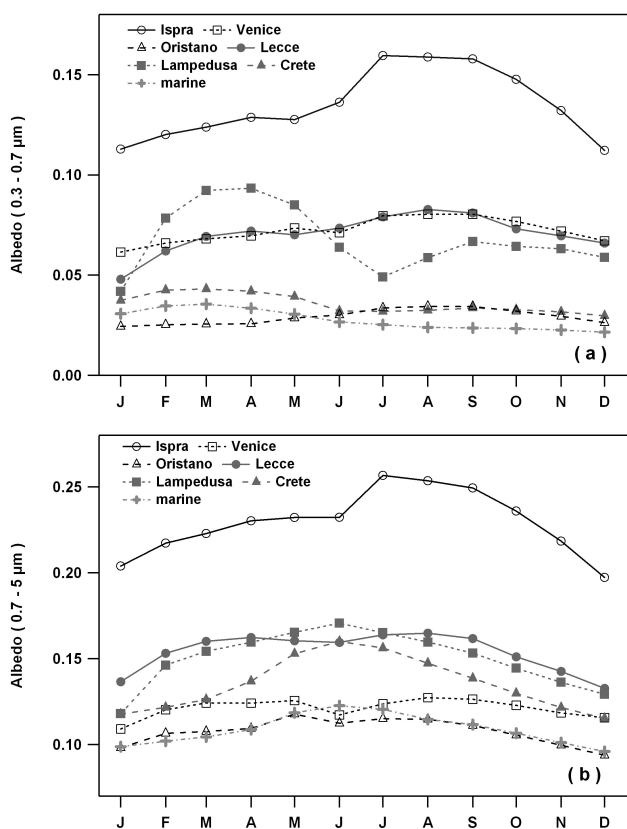 Ispra Venice
Oristano Lecce
Lampedusa Crete
marine
0.15
0.10
0.05
0.00
Albedo ( 0.3 - 0.7 µm )
( a )
J F M A M J J A S O N D
Ispra Venice
Oristano Lecce
Lampedusa Crete
marine
0.25
0.20
0.15
0.10
Albedo ( 0.7 - 5 µm )
( b )
J F M A M J J A S O N D